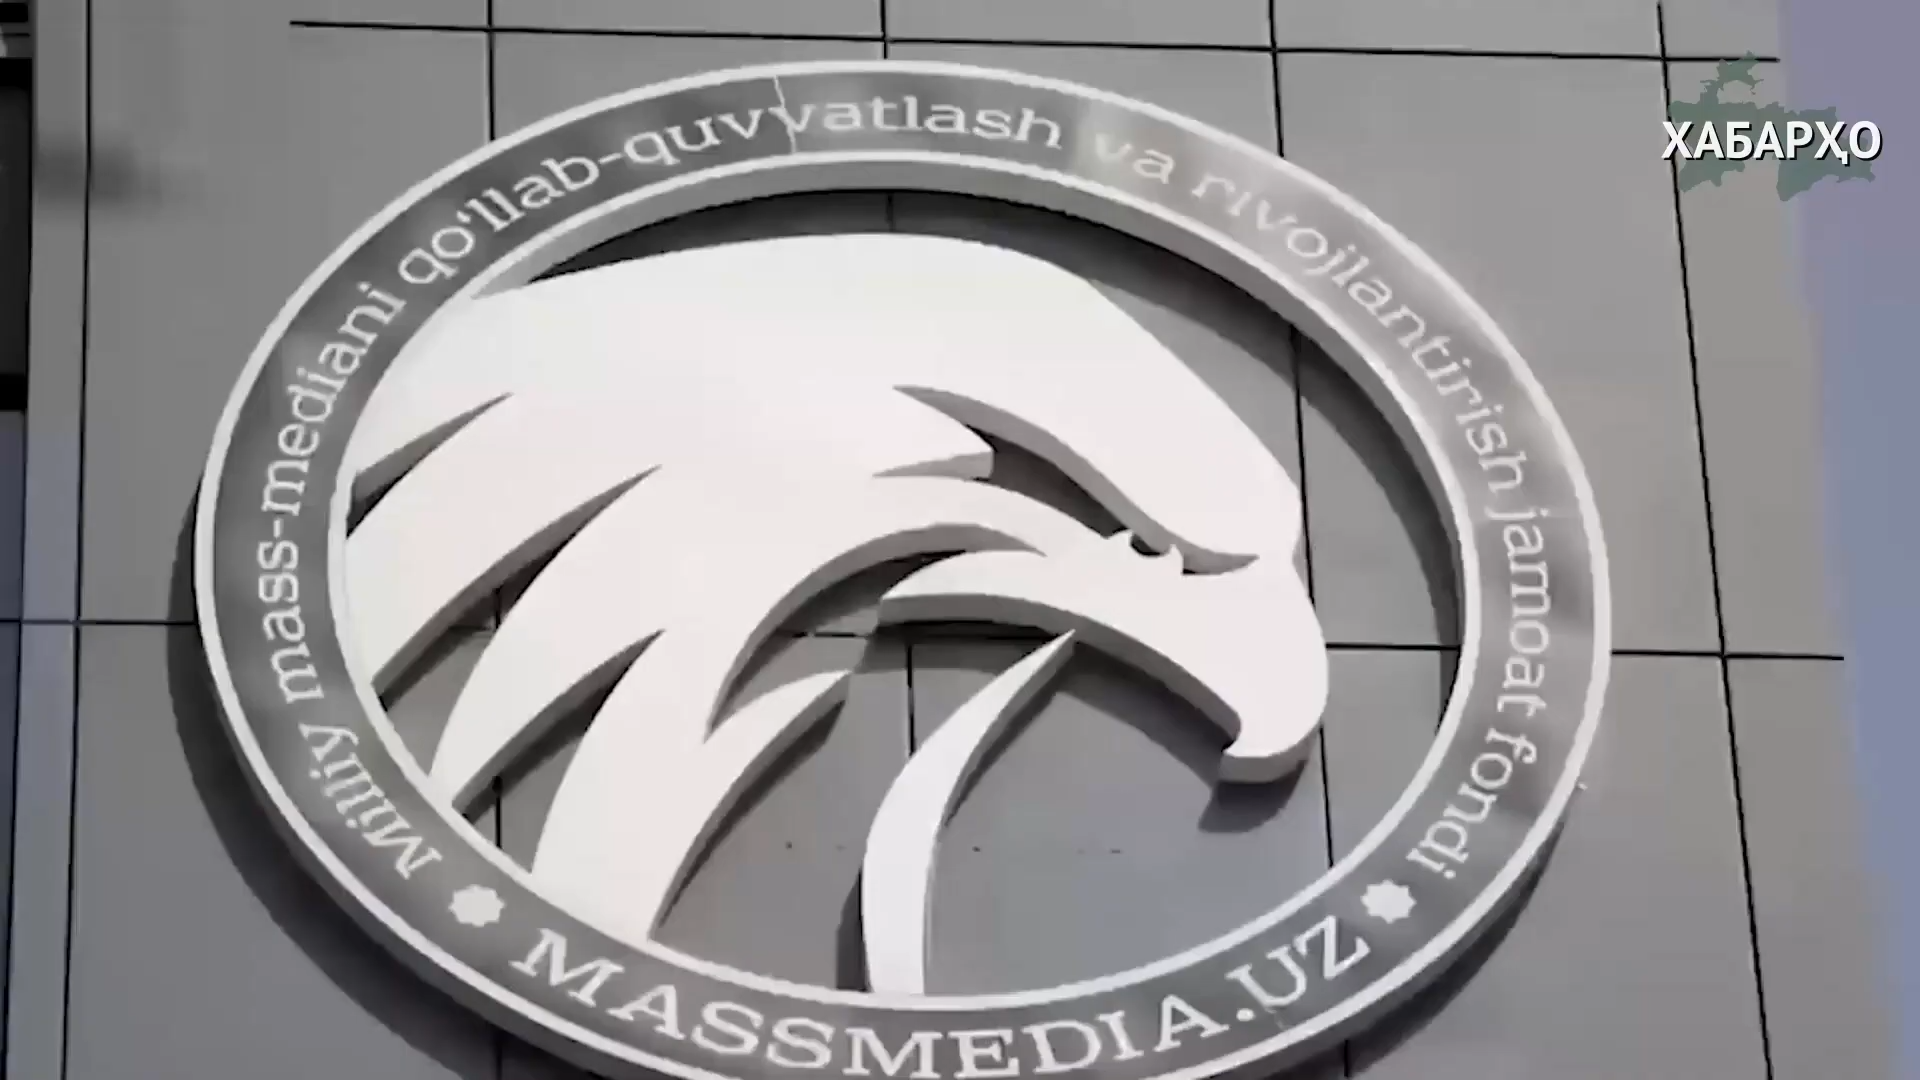 ХАБАРҲО
Milliy mass-mediani qo‘llab-quvvatlash va rivojlantirish jamoat fondi
MASSMEDIA.UZ